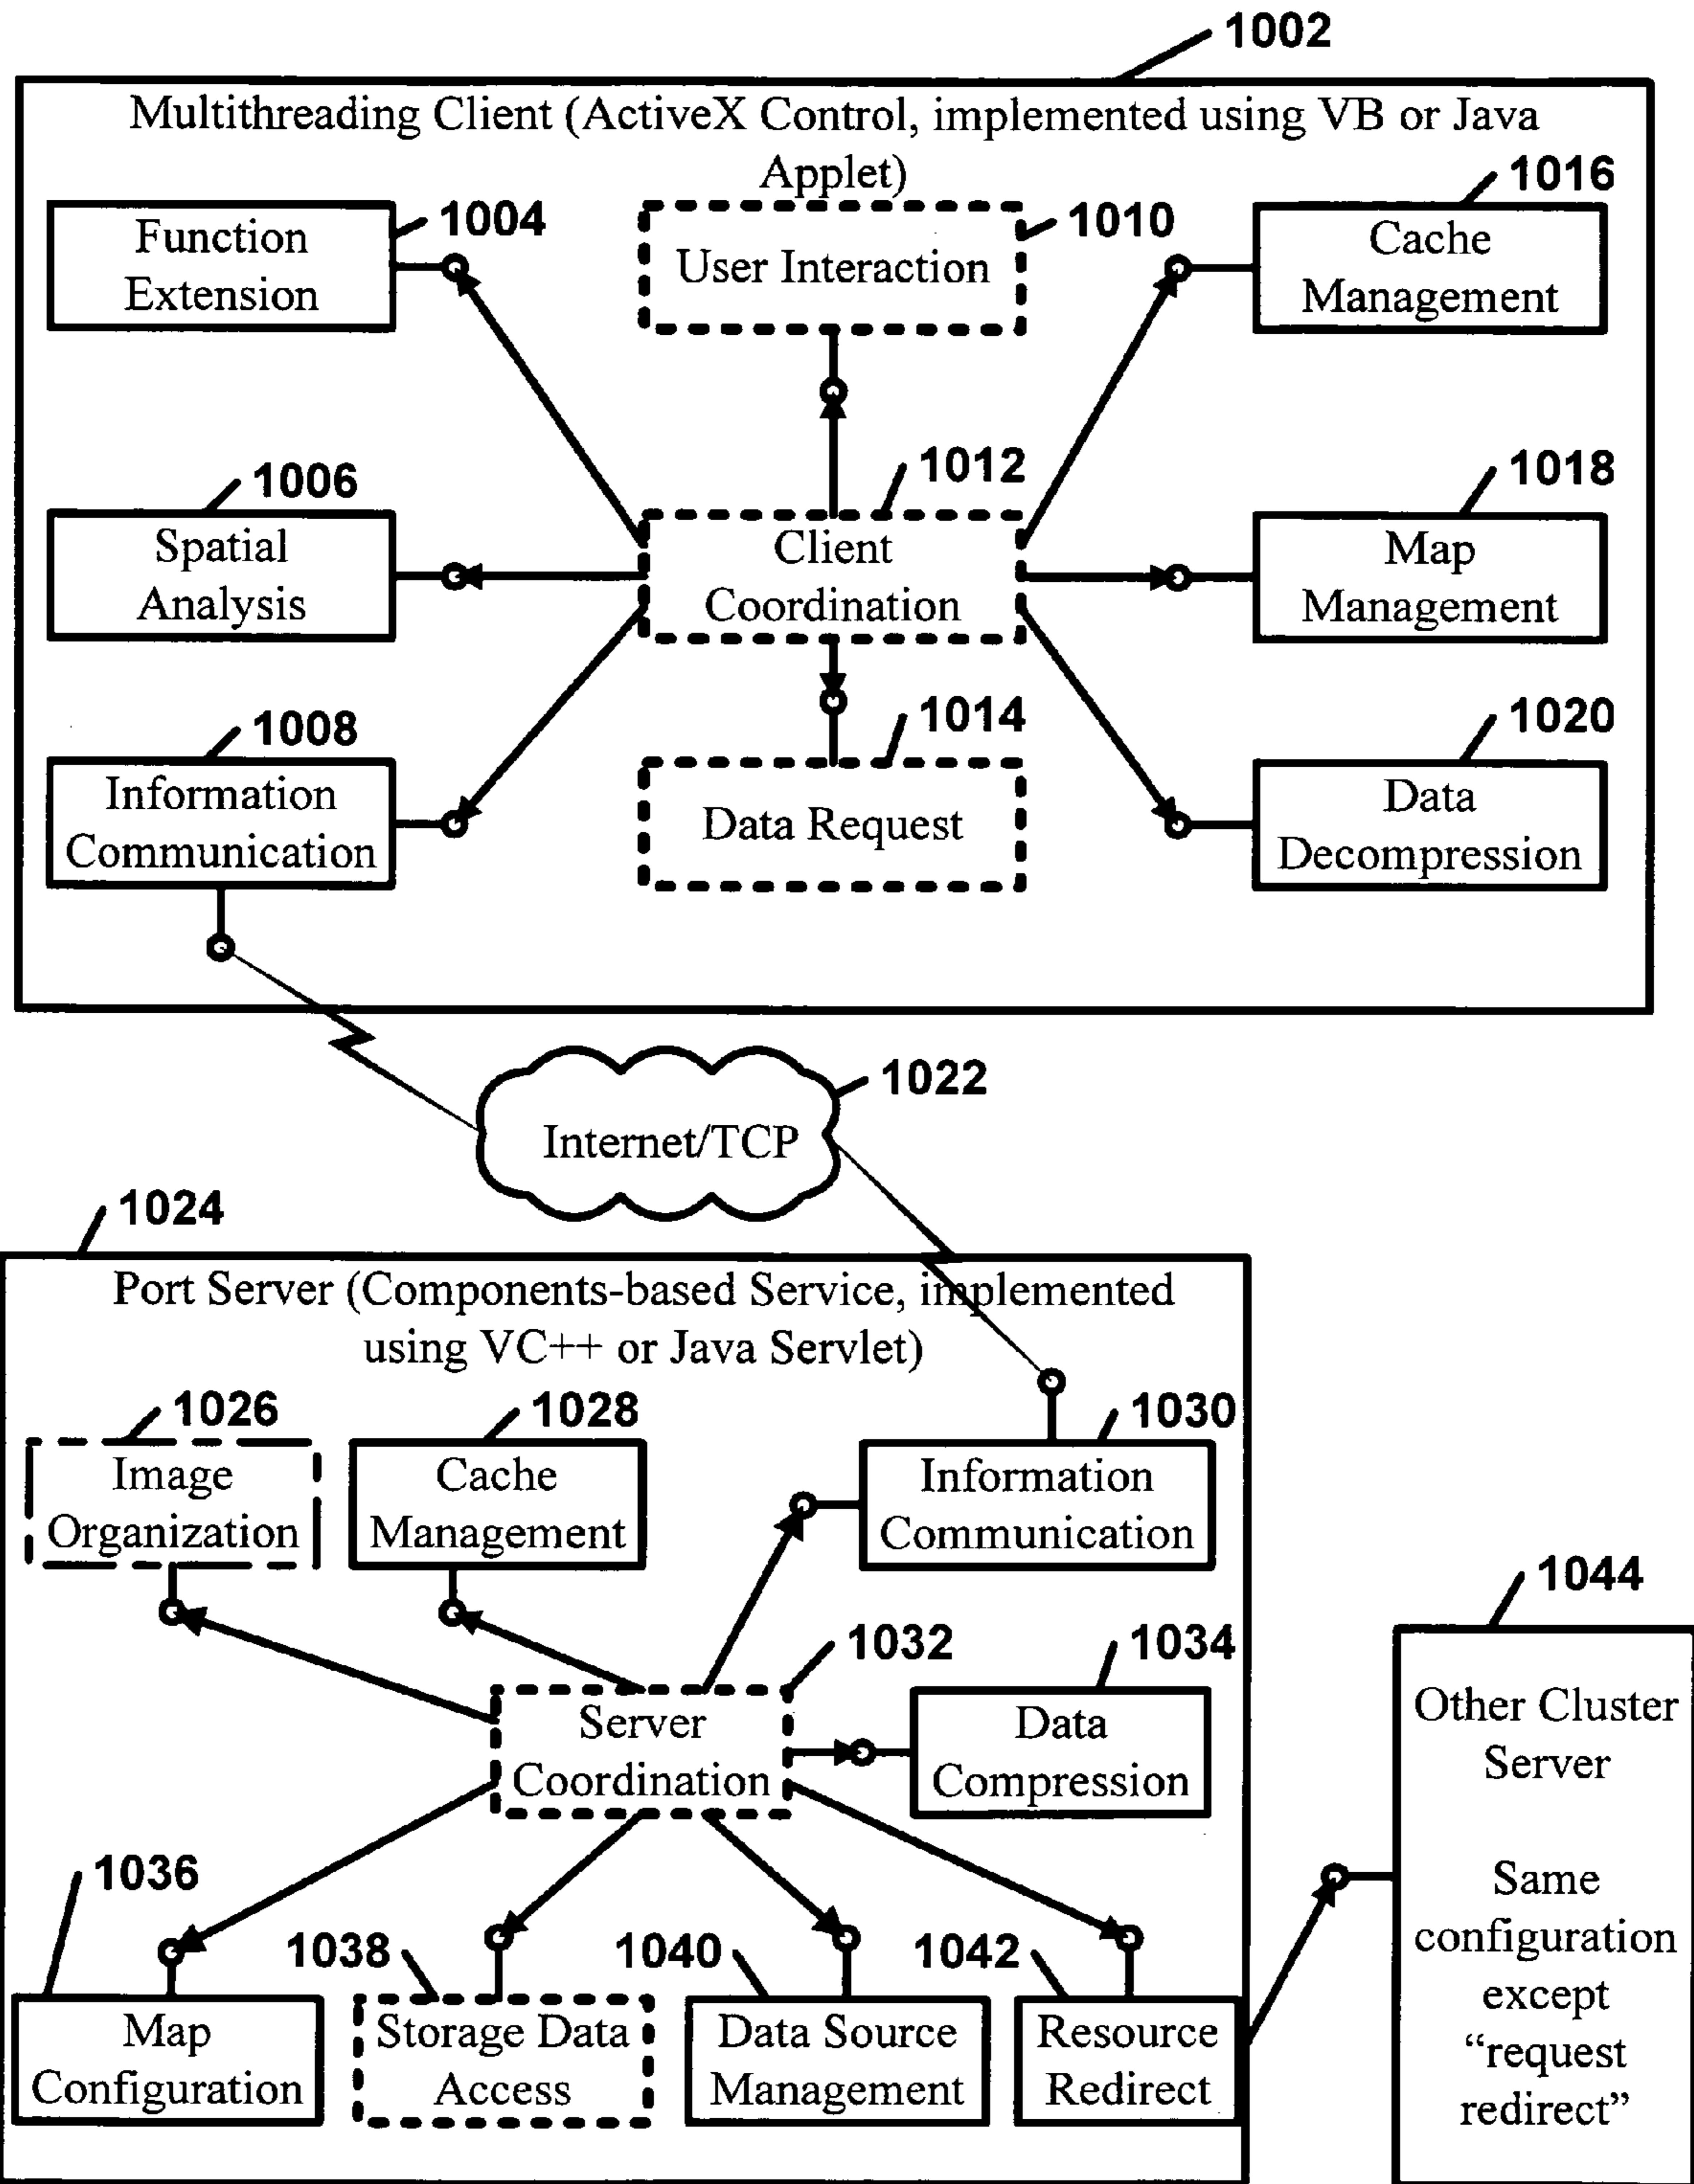 1002
Multithreading Client (ActiveX Control, implemented using VB or Java
Applet)
1004
Function
Extension
1010
User Interaction
1016
Cache
Management
1006
Spatial
Analysis
1012
Client
Coordination
1018
Map
Management
1008
Information
Communication
1014
Data Request
1020
Data
Decompression
1022
Internet/TCP
1024
Port Server (Components-based Service, implemented
using VC++ or Java Servlet)
1026
Image
Organization
1028
Cache
Management
1030
Information
Communication
1032
Server
Coordination
1034
Data
Compression
1036
Map
Configuration
1038
Storage Data
Access
1040
Data Source
Management
1042
Resource
Redirect
1044
Other Cluster
Server
Same
configuration
except
“request
redirect”